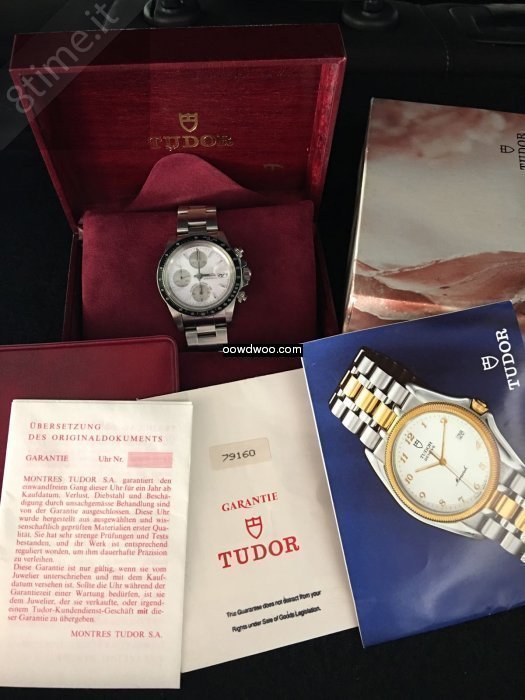 8time.it
TUDOR
TUDOR
oowdwoo.com
TUDOR
ÜBERSETZUNG
DES ORIGINALDOKUMENTS
GARANTIE Uhr Nr.
MONTRES TUDOR S.A. garantiert den
einwandfreien Gang dieser Uhr für ein Jahr ab
Kaufdatum. Verlust, Diebstahl und Beschä-
digung durch unsachgemässe Behandlung sind
von der Garantie ausgeschlossen. Diese Uhr
wurde hergestellt aus ausgewählten und wis-
senschaftlich geprüften Materialien erster Qua-
lität. Sie hat sehr strenge Prüfungen und Tests
bestanden, und ihr Werk ist entsprechend
reguliert worden, um ihm dauerhafte Präzision
zu verleihen.
Diese Garantie ist nur gültig, wenn sie vom
Juwelier unterschrieben und mit dem Kauf-
datum versehen ist. Sollte die Uhr während der
Garantiezeit einer Wartung bedürfen, ist sie
dem Juwelier, der sie verkaufte, oder irgend-
einem Tudor-Kundendienst-Geschäft mit die-
ser Garantie zu übergeben.
MONTRES TUDOR S.A.
79160
GARANTIE
TUDOR
This Guarantee does not detract from any
Rights under Sale of Goods Legislation.
TUDOR